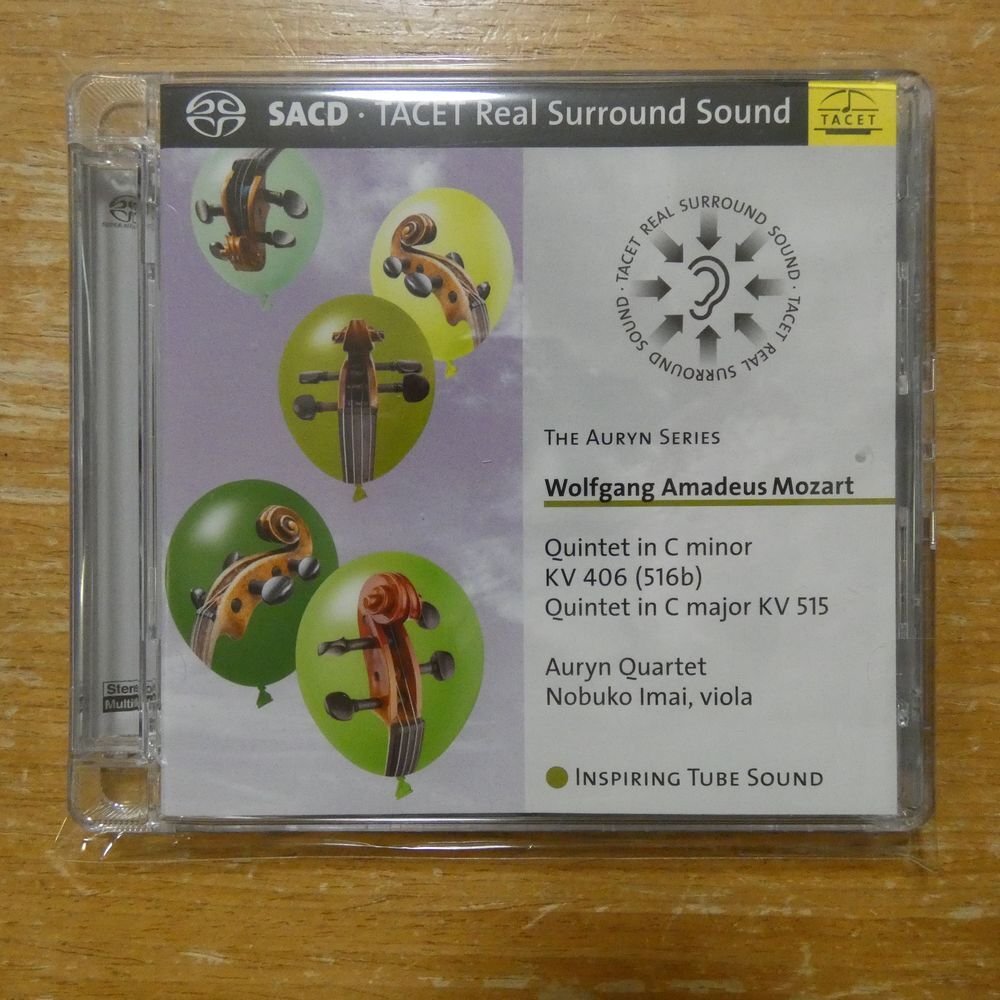 SACD · TACET Real Surround Sound
TACET
TACET REAL SURROUND SOUND · TACET REAL SURROUND SOUND ·
THE AURYN SERIES
Wolfgang Amadeus Mozart
Quintet in C minor
KV 406 (516b)
Quintet in C major KV 515
Auryn Quartet
Nobuko Imai, viola
INSPIRING TUBE SOUND